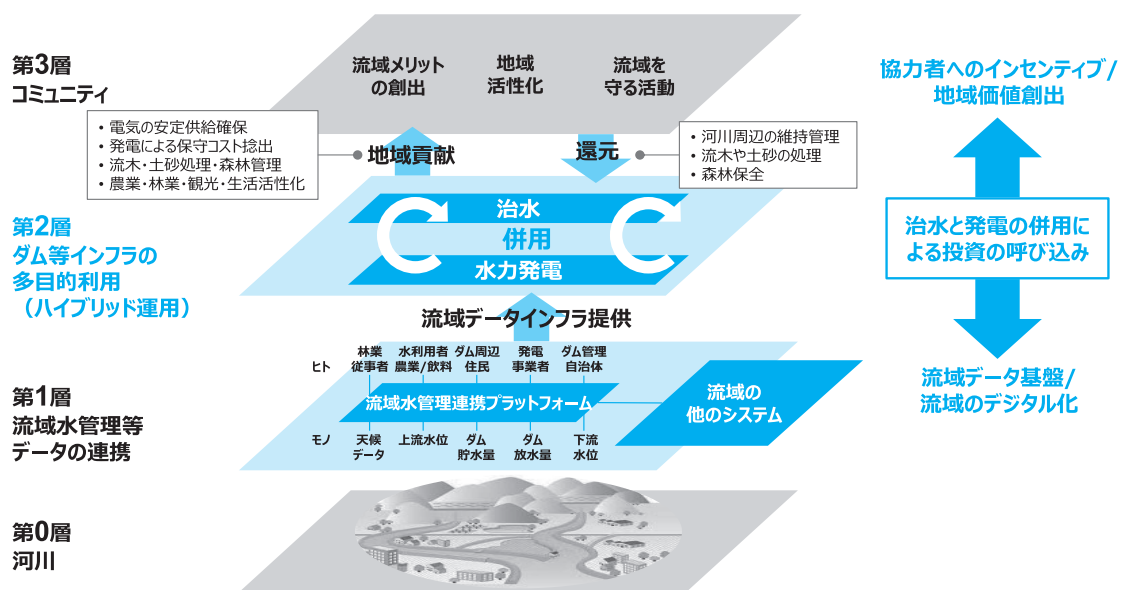 第3層
コミュニティ
流域メリット
の創出
地域
活性化
流域を
守る活動
協力者へのインセンティブ/
地域価値創出
• 電気の安定供給確保
• 発電による保守コスト捻出
• 流木・土砂処理・森林管理
• 農業・林業・観光・生活活性化
地域貢献
還元
• 河川周辺の維持管理
• 流木や土砂の処理
• 森林保全
第2層
ダム等インフラの
多目的利用
（ハイブリッド運用）
治水
併用
水力発電
治水と発電の併用に
よる投資の呼び込み
流域データインフラ提供
第1層
流域水管理等
データの連携
ヒト
林業
従事者
水利用者
農業/飲料
ダム周辺
住民
発電
事業者
ダム管理
自治体
流域水管理連携プラットフォーム
流域の
他のシステム
モノ
天候
データ
上流水位
ダム
貯水量
ダム
放水量
下流
水位
流域データ基盤/
流域のデジタル化
第0層
河川